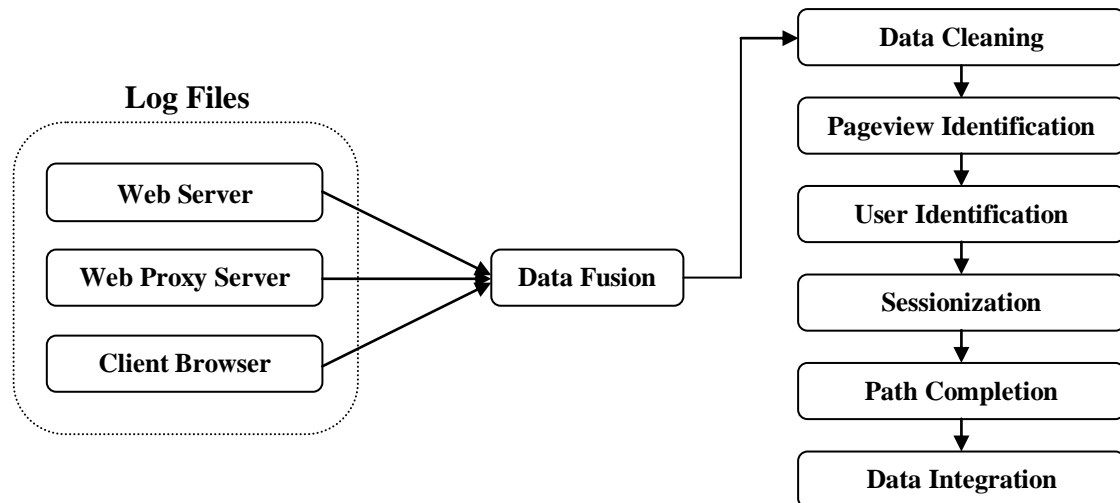 Log Files
Web Server
Web Proxy Server
Client Browser
Data Fusion
Data Cleaning
Pageview Identification
User Identification
Sessionization
Path Completion
Data Integration